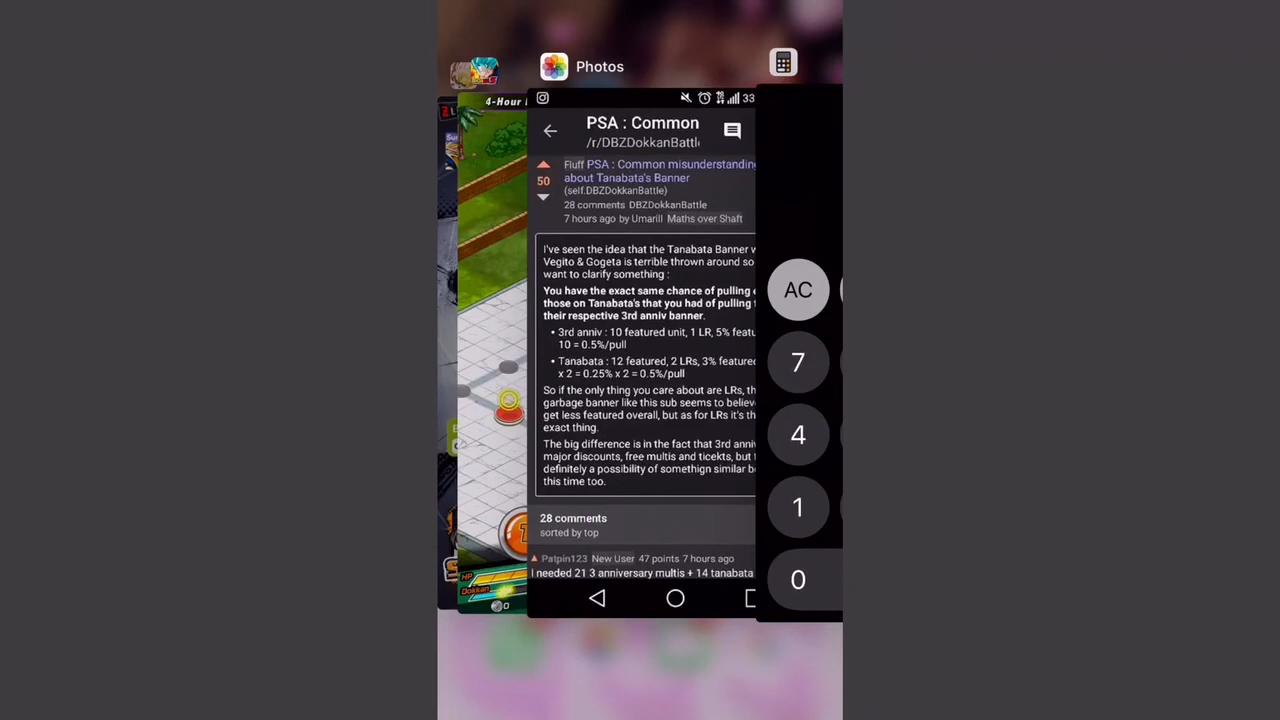 Photos
4-Hour
33
PSA : Common
/r/DBZDokkanBattl
Fluff PSA : Common misunderstanding
about Tanabata's Banner
50
(self.DBZDokkanBattle)
28 comments DBZDokkanBattle
7 hours ago by Umarill Maths over Shaft
I've seen the idea that the Tanabata Banner w
Vegito & Gogeta is terrible thrown around so
want to clarify something :
You have the exact same chance of pulling
those on Tanabata's that you had of pulling
their respective 3rd anniv banner.
• 3rd anniv : 10 featured unit, 1 LR, 5% featu
10 = 0.5%/pull
• Tanabata : 12 featured, 2 LRs, 3% featured
x 2 = 0.25% x 2 = 0.5%/pull
So if the only thing you care about are LRs, th
garbage banner like this sub seems to believe
get less featured overall, but as for LRs it's th
exact thing.
The big difference is in the fact that 3rd anniv
major discounts, free multis and ticekts, but
definitely a possibility of somethign similar be
this time too.
28 comments
sorted by top
Palpin123 New User 47 points 7 hours ago
I needed 21 3 anniversary multis + 14 tanabata
AC
7
4
1
0
HP
Dokkan
0